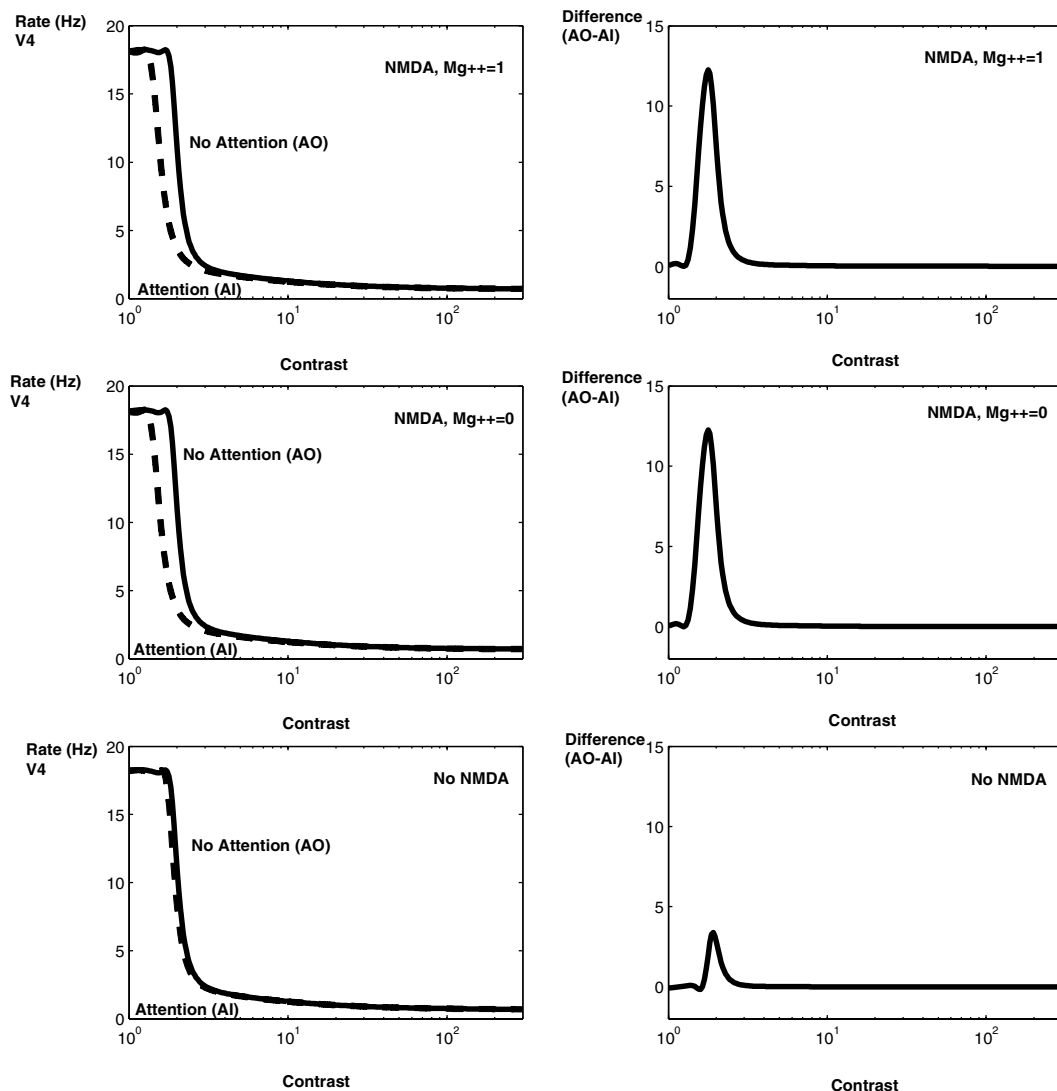 Rate (Hz)
V4
20
15
10
5
0
NMDA, Mg++=1
No Attention (AO)
Attention (AI)
10^0
10^1
10^2
Contrast
Difference
(AO-AI)
15
10
5
0
NMDA, Mg++=1
10^0
10^1
10^2
Contrast
Rate (Hz)
V4
20
15
10
5
0
NMDA, Mg++=0
No Attention (AO)
Attention (AI)
10^0
10^1
10^2
Contrast
Difference
(AO-AI)
15
10
5
0
NMDA, Mg++=0
10^0
10^1
10^2
Contrast
Rate (Hz)
V4
20
15
10
5
0
No NMDA
No Attention (AO)
Attention (AI)
10^0
10^1
10^2
Contrast
Difference
(AO-AI)
15
10
5
0
No NMDA
10^0
10^1
10^2
Contrast